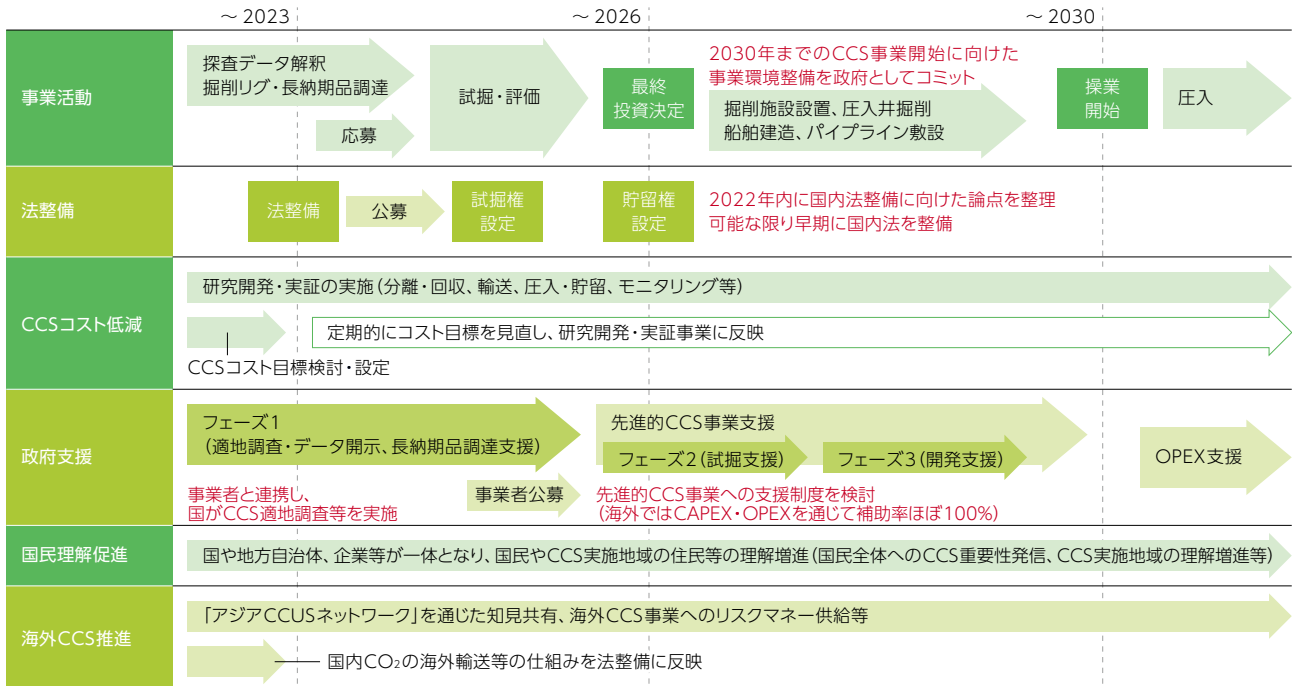 ～2023
～2026
～2030
事業活動
探査データ解釈
掘削リグ・長納期品調達
応募
試掘・評価
最終
投資決定
2030年までのCCS事業開始に向けた
事業環境整備を政府としてコミット
掘削施設設置、圧入井掘削
船舶建造、パイプライン敷設
操業
開始
圧入
法整備
法整備
公募
試掘権
設定
貯留権
設定
2022年内に国内法整備に向けた論点を整理
可能な限り早期に国内法を整備
CCSコスト低減
研究開発・実証の実施（分離・回収、輸送、圧入・貯留、モニタリング等）
定期的にコスト目標を見直し、研究開発・実証事業に反映
CCSコスト目標検討・設定
政府支援
フェーズ1
（適地調査・データ開示、長納期品調達支援）
事業者と連携し、
国がCCS適地調査等を実施
事業者公募
先進的CCS事業支援
フェーズ2（試掘支援）
フェーズ3（開発支援）
先進的CCS事業への支援制度を検討
（海外ではCAPEX・OPEXを通じて補助率ほぼ100%）
OPEX支援
国民理解促進
国や地方自治体、企業等が一体となり、国民やCCS実施地域の住民等の理解増進（国民全体へのCCS重要性発信、CCS実施地域の理解増進等）
海外CCS推進
「アジアCCUSネットワーク」を通じた知見共有、海外CCS事業へのリスクマネー供給等
国内CO₂の海外輸送等の仕組みを法整備に反映